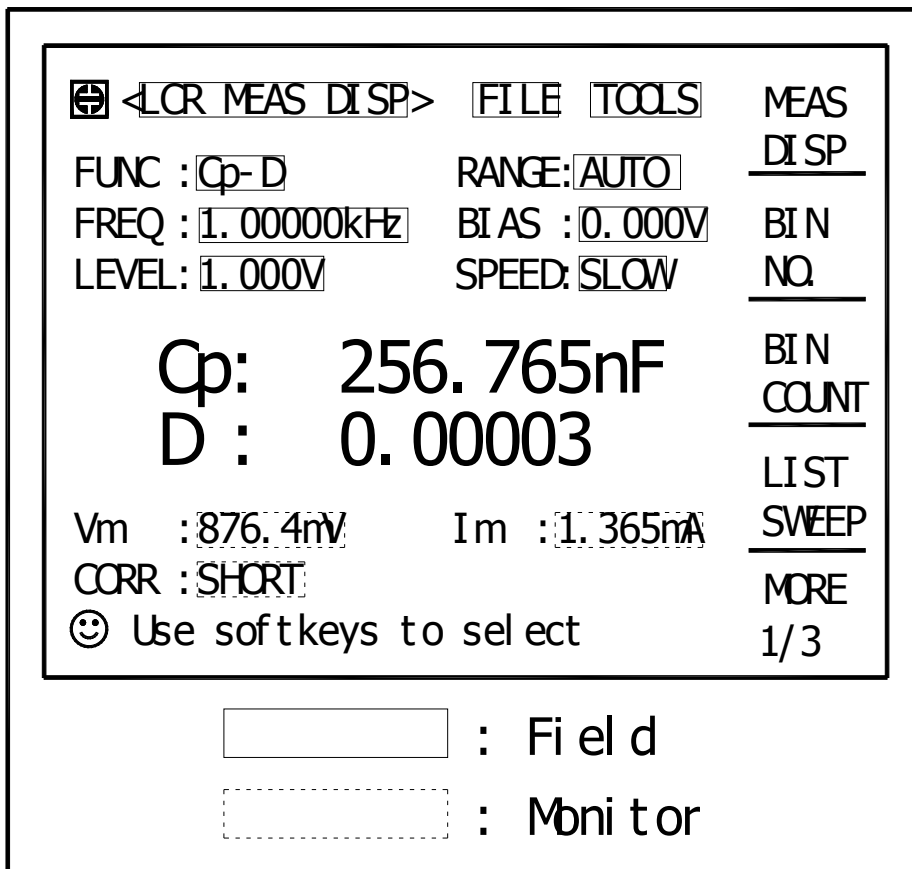 <LCR MEAS DISP> FILE TOOLS
FUNC : Cp-D RANGE: AUTO
FREQ : 1.00000kHz BIAS : 0.000V
LEVEL: 1.000V SPEED: SLOW
Cp: 256.765nF
D : 0.00003
Vm : 876.4mV Im : 1.365mA
CORR : SHORT
Use softkeys to select
MEAS
DISP
BIN
NO.
BIN
COUNT
LIST
SWEEP
MORE
1/3
: Field
: Monitor